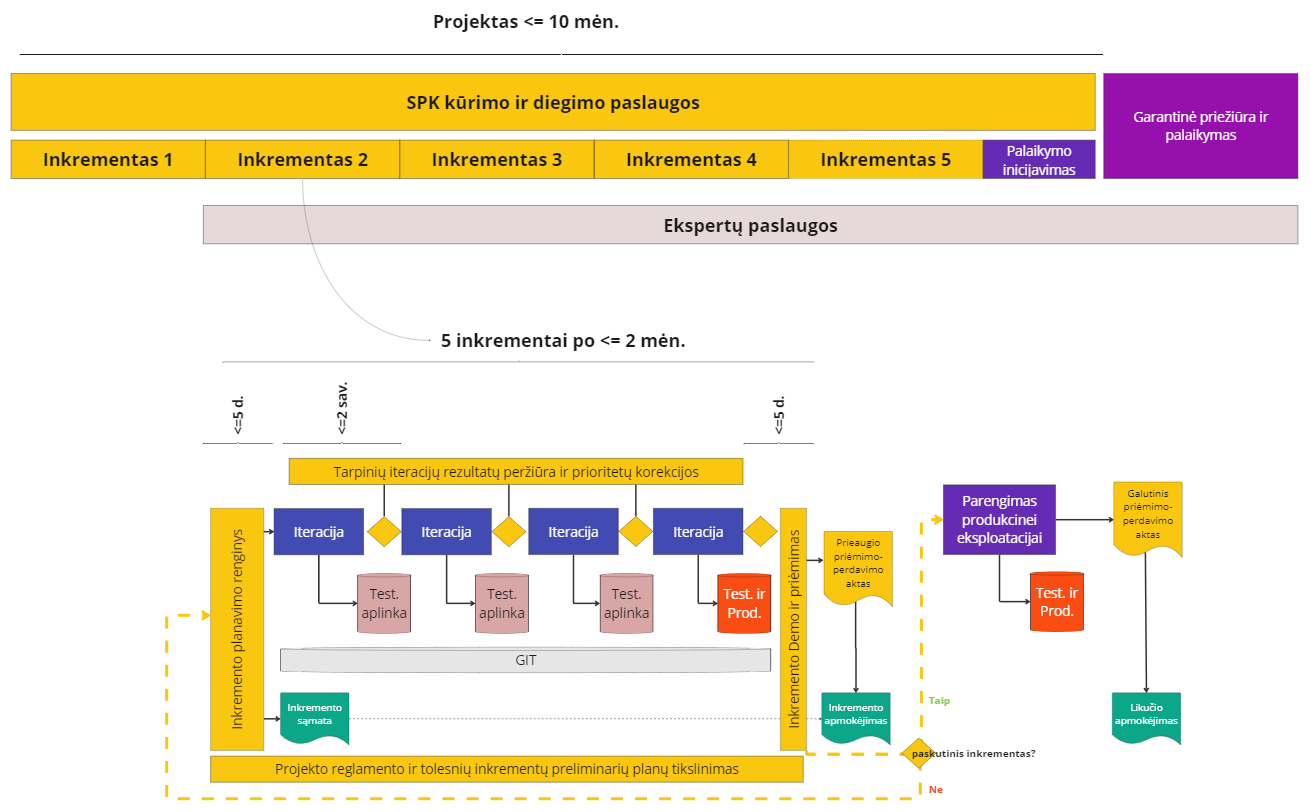 Projektas <= 10 mėn.
SPK kūrimo ir diegimo paslaugos
Garantinė priežiūra ir
palaikymas
Inkrementas 1
Inkrementas 2
Inkrementas 3
Inkrementas 4
Inkrementas 5
Palaikymo
inicijavimas
Ekspertų paslaugos
5 inkrementai po <= 2 mėn.
<=5 d.
<=2 sav.
<=5 d.
Tarpinių iteracijų rezultatų peržiūra ir prioritetų korekcijos
Inkremento planavimo renginys
Iteracija
Iteracija
Iteracija
Iteracija
Test.
aplinka
Test.
aplinka
Test.
aplinka
Test. ir
Prod.
GIT
Inkremento
sąmata
Inkremento Demo ir priėmimas
Prieaugio
priėmimo-
perdavimo
aktas
Inkremento
apmokėjimas
Parengimas
produkcinei
eksploatacijai
Test. ir
Prod.
Galutinis
priėmimo-
perdavimo
aktas
Likučio
apmokėjimas
Taip
paskutinis inkrementas?
Ne
Projekto reglamento ir tolesnių inkrementų preliminarių planų tikslinimas